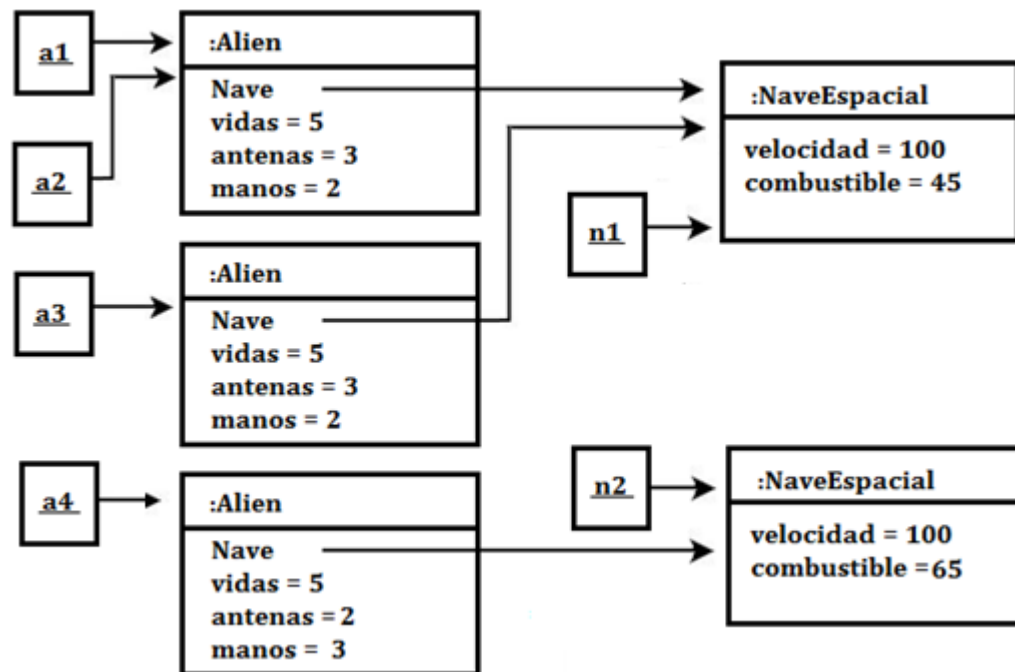 a1
:Alien
Nave
vidas = 5
antenas = 3
manos = 2
a2
:NaveEspacial
velocidad = 100
combustible = 45
n1
a3
:Alien
Nave
vidas = 5
antenas = 3
manos = 2
a4
:Alien
Nave
vidas = 5
antenas = 2
manos = 3
n2
:NaveEspacial
velocidad = 100
combustible =65